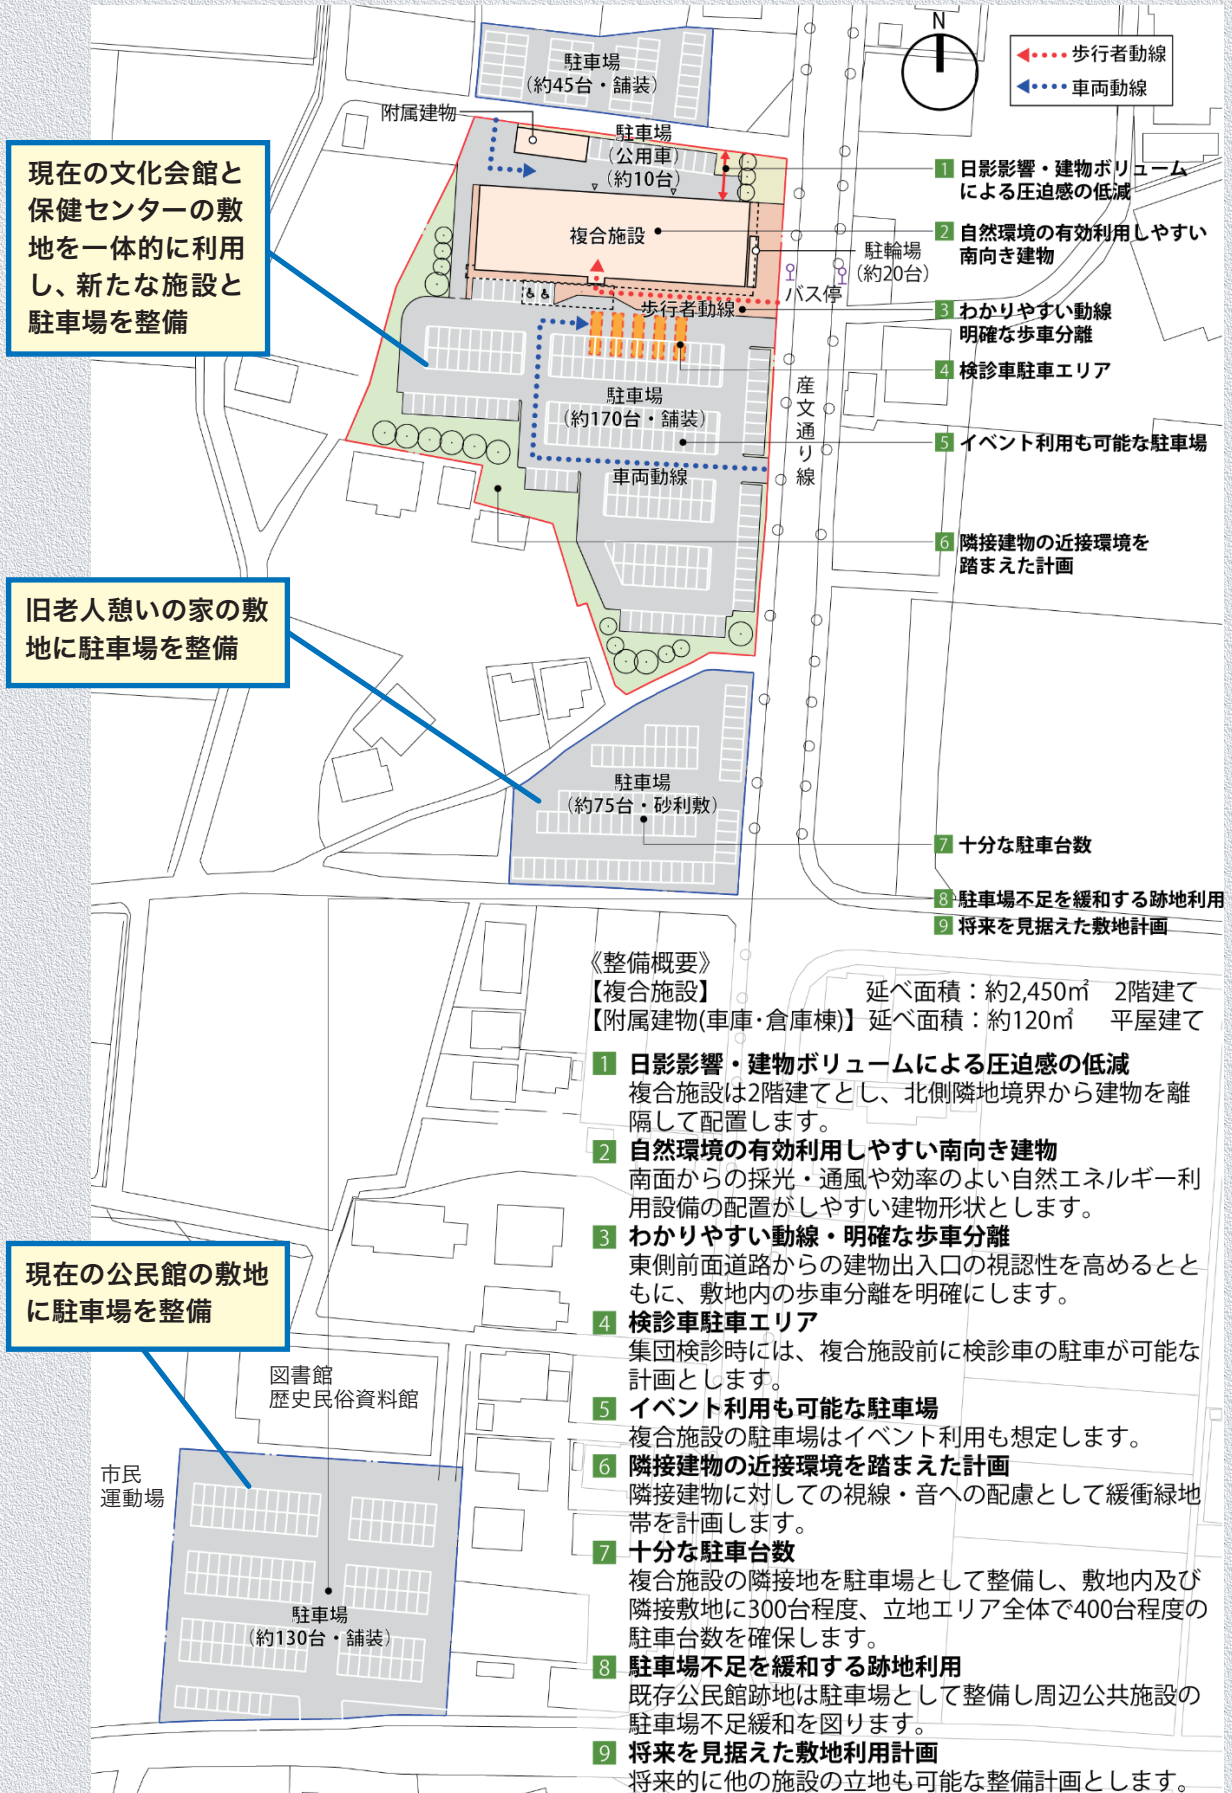 N
歩行者動線
車両動線
駐車場
(約45台・舗装)
附属建物
駐車場
(公用車)
(約10台)
現在の文化会館と
保健センターの敷
地を一体的に利用
し、新たな施設と
駐車場を整備
1 日影影響・建物ボリューム
による圧迫感の低減
複合施設
2 自然環境の有効利用しやすい
南向き建物
駐輪場
(約20台)
バス停
歩行者動線
3 わかりやすい動線
明確な歩車分離
4 検診車駐車エリア
産文通り線
駐車場
(約170台・舗装)
5 イベント利用も可能な駐車場
車両動線
6 隣接建物の近接環境を
踏まえた計画
旧老人憩いの家の敷
地に駐車場を整備
駐車場
(約75台・砂利敷)
7 十分な駐車台数
8 駐車場不足を緩和する跡地利用
9 将来を見据えた敷地計画
《整備概要》
【複合施設】 延べ面積：約2,450㎡ 2階建て
【附属建物(車庫･倉庫棟)】延べ面積：約120㎡ 平屋建て
1 日影影響・建物ボリュームによる圧迫感の低減
複合施設は2階建てとし、北側隣地境界から建物を離
隔して配置します。
2 自然環境の有効利用しやすい南向き建物
南面からの採光・通風や効率のよい自然エネルギー利
用設備の配置がしやすい建物形状とします。
3 わかりやすい動線・明確な歩車分離
東側前面道路からの建物出入口の視認性を高めるとと
もに、敷地内の歩車分離を明確にします。
4 検診車駐車エリア
集団検診時には、複合施設前に検診車の駐車が可能な
計画とします。
5 イベント利用も可能な駐車場
複合施設の駐車場はイベント利用も想定します。
6 隣接建物の近接環境を踏まえた計画
隣接建物に対しての視線・音への配慮として緩衝緑地
帯を計画します。
7 十分な駐車台数
複合施設の隣接地を駐車場として整備し、敷地内及び
隣接敷地に300台程度、立地エリア全体で400台程度の
駐車台数を確保します。
8 駐車場不足を緩和する跡地利用
既存公民館跡地は駐車場として整備し周辺公共施設の
駐車場不足緩和を図ります。
9 将来を見据えた敷地利用計画
将来的に他の施設の立地も可能な整備計画とします。
現在の公民館の敷地
に駐車場を整備
図書館
歴史民俗資料館
市民
運動場
駐車場
(約130台・舗装)